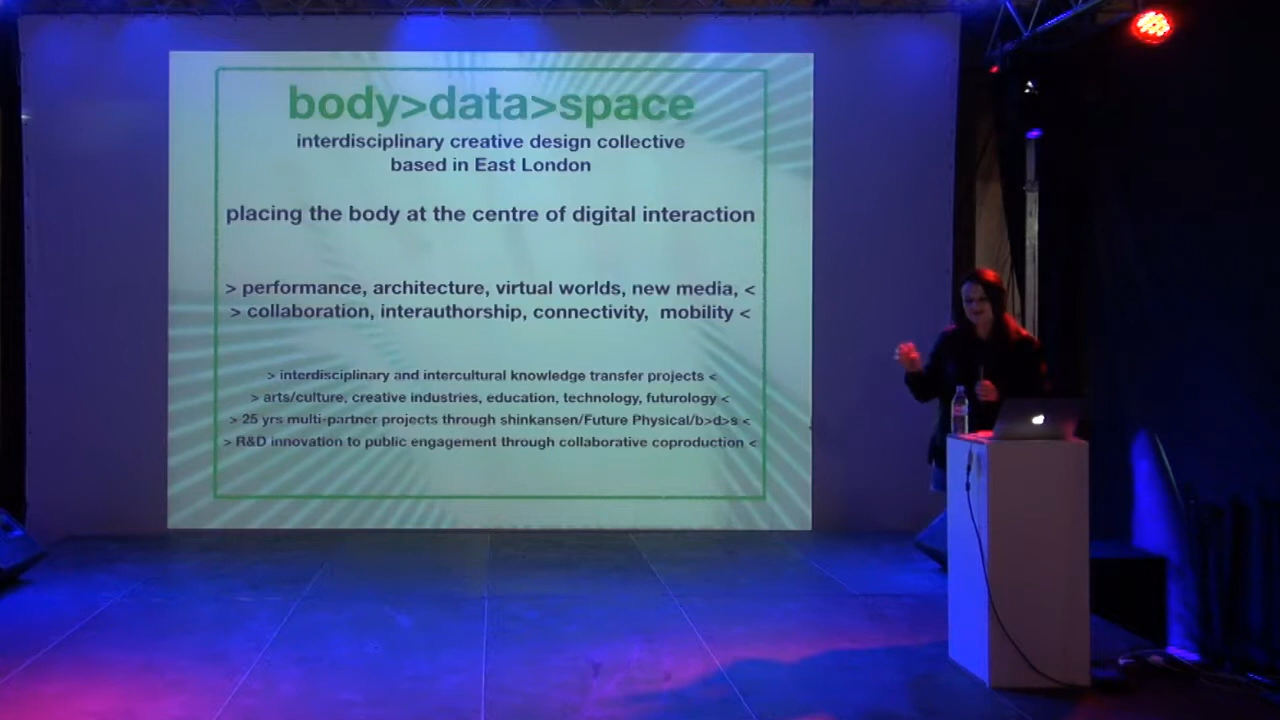 body>data>space
interdisciplinary creative design collective
based in East London
placing the body at the centre of digital interaction
> performance, architecture, virtual worlds, new media, <
> collaboration, interauthorship, connectivity, mobility <
> interdisciplinary and intercultural knowledge transfer projects <
> arts/culture, creative industries, education, technology, futurology <
> 25 yrs multi-partner projects through shinkansen/Future Physical/b>d>s <
> R&D innovation to public engagement through collaborative coproduction <